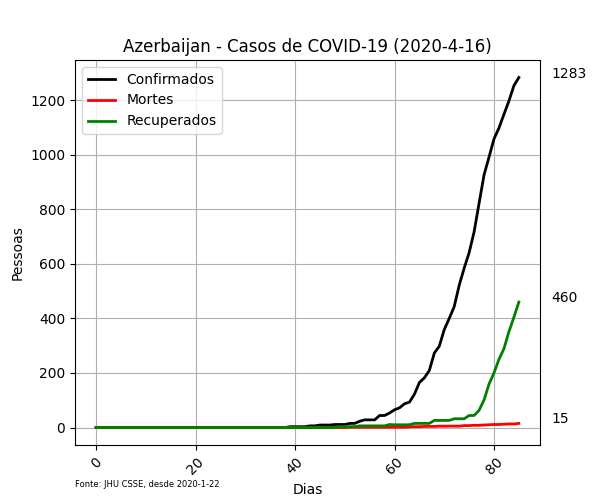 Azerbaijan - Casos de COVID-19 (2020-4-16)
Confirmados
Mortes
Recuperados
1283
460
15
Pessoas
1200
1000
800
600
400
200
0
0
20
40
60
80
Dias
Fonte: JHU CSSE, desde 2020-1-22